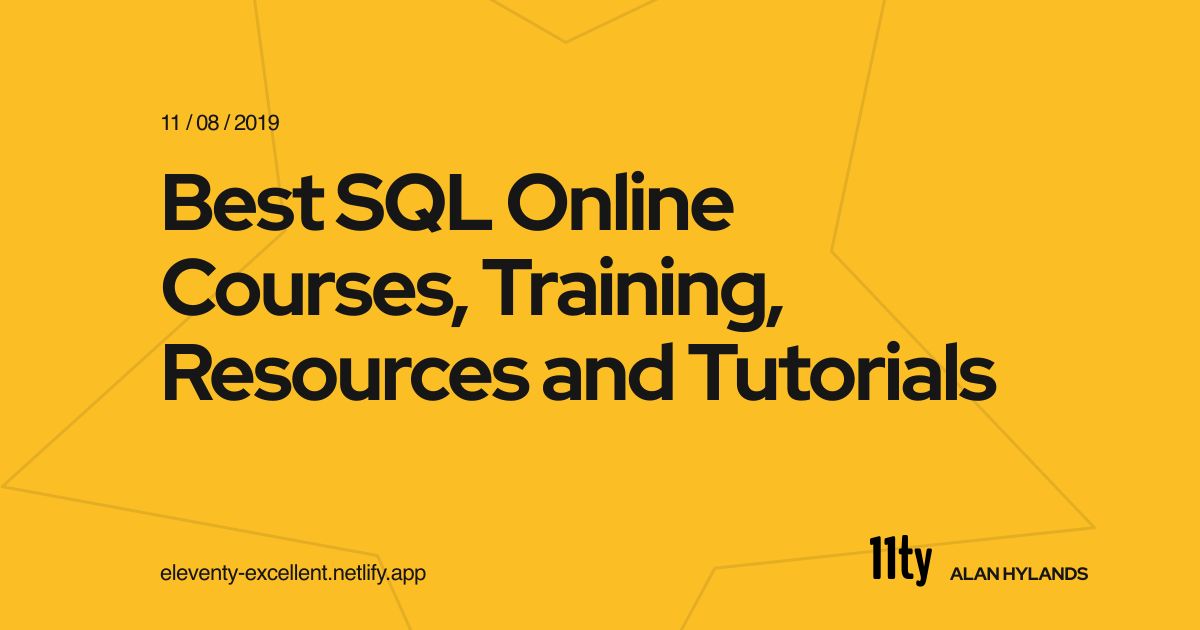 11 / 08 / 2019
Best SQL Online
Courses, Training,
Resources and Tutorials
eleventy-excellent.netlify.app
11ty
ALAN HYLANDS